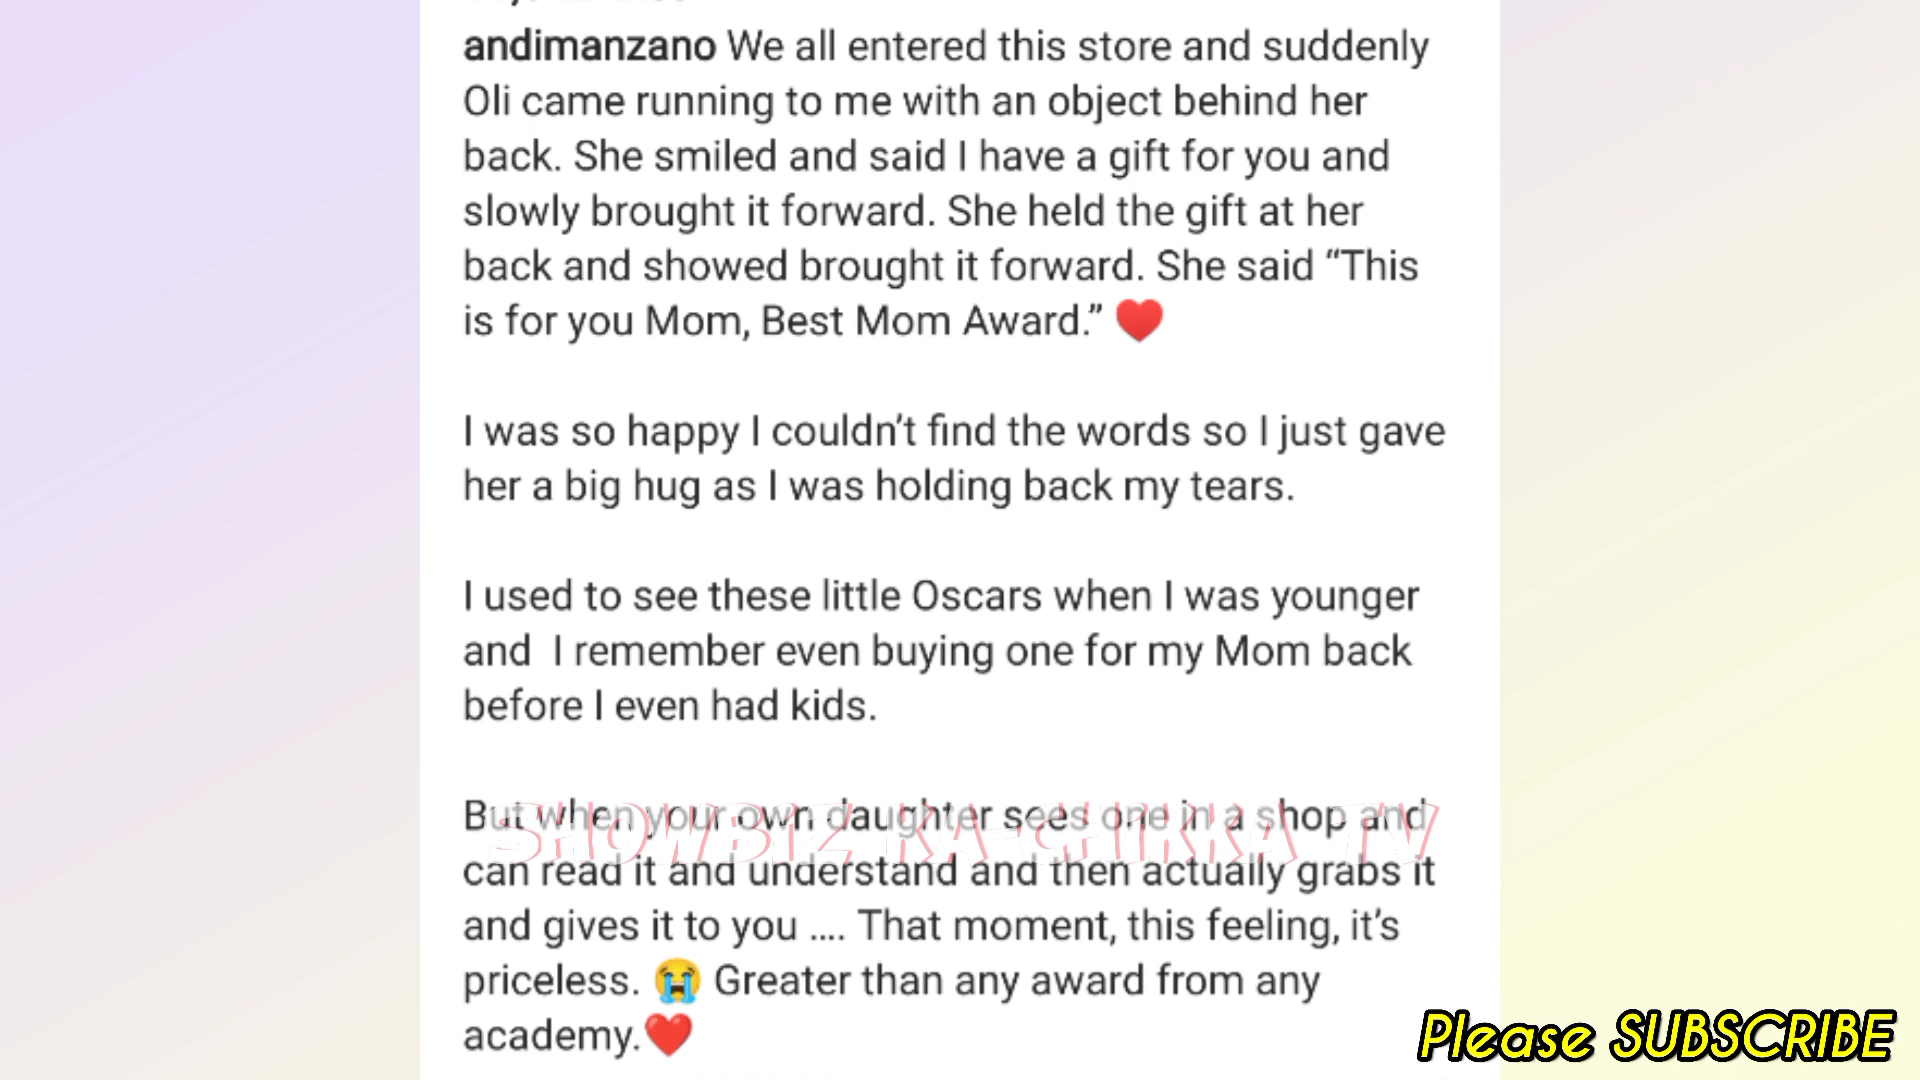 andimanzano We all entered this store and suddenly
Oli came running to me with an object behind her
back. She smiled and said I have a gift for you and
slowly brought it forward. She held the gift at her
back and showed brought it forward. She said “This
is for you Mom, Best Mom Award.” ♥️
I was so happy I couldn’t find the words so I just gave
her a big hug as I was holding back my tears.
I used to see these little Oscars when I was younger
and  I remember even buying one for my Mom back
before I even had kids.
But when your own daughter sees one in a shop and
SHOWBIZ KA-CHIKKA TV
can read it and understand and then actually grabs it
and gives it to you .... That moment, this feeling, it’s
priceless. 😭 Greater than any award from any
academy.❤️
Please SUBSCRIBE